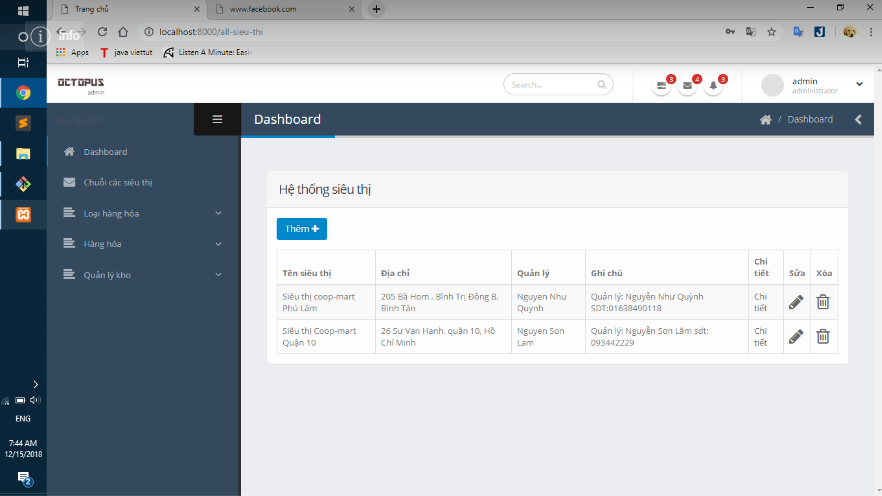 Trang chủ
www.facebook.com
Info
localhost:8000/all-sieu-thi
Apps
java viettut
Listen A Minute: Easi
OCTOPUS
admin
Search...
3
4
3
admin
administrator
Dashboard
/ Dashboard
Dashboard
Chuỗi các siêu thị
Loại hàng hóa
Hàng hóa
Quản lý kho
Hệ thống siêu thị
Thêm
Tên siêu thị
Địa chỉ
Quản lý
Ghi chú
Chi
tiết
Sửa
Xóa
Siêu thị coop-mart
Phú Lâm
205 Bà Hom , Bình Trị Đông B,
Bình Tân
Nguyen Nhu
Quynh
Quản lý: Nguyễn Như Quỳnh
SDT:01638490118
Chi
tiết
Siêu thị Coop-mart
Quận 10
26 Sư Vạn Hạnh, quận 10, Hồ
Chí Minh
Nguyen Son
Lam
Quản lý: Nguyễn Sơn Lâm sdt:
093442229
Chi
tiết
ENG
7:44 AM
12/15/2018
2